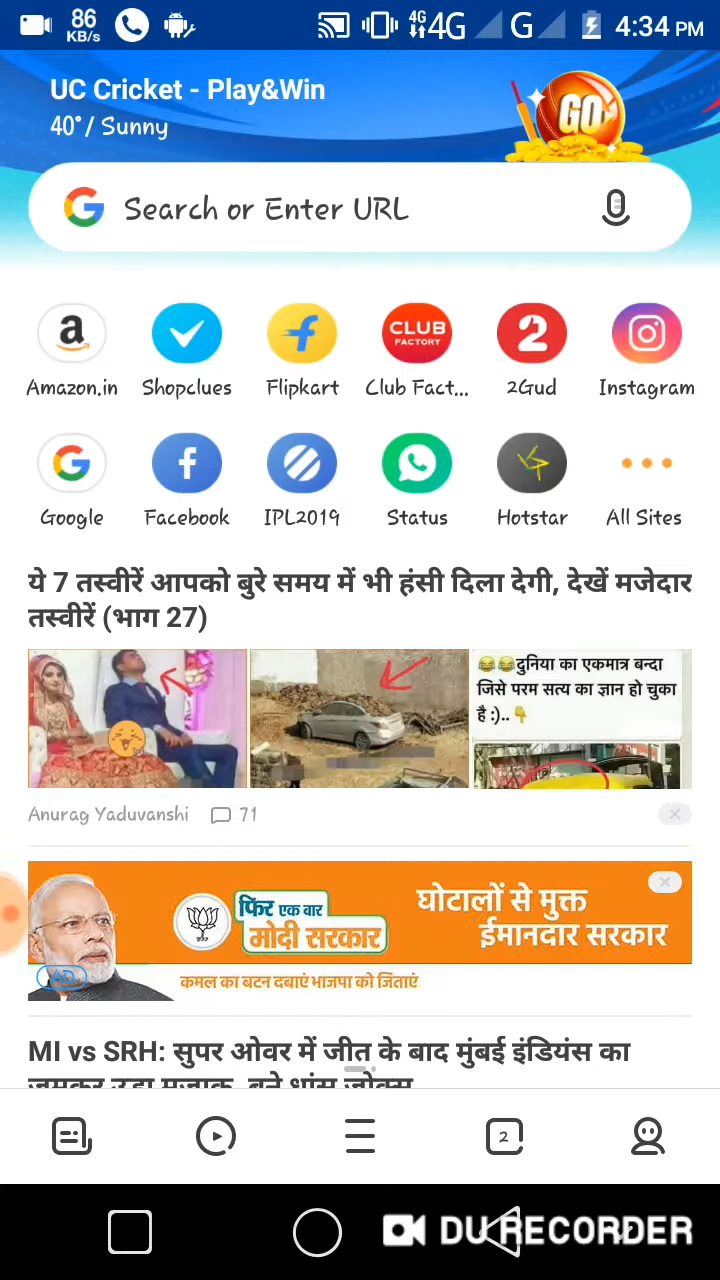 86
KB/s
4G
4G
G
4:34 PM
UC Cricket - Play&Win
40° / Sunny
GO
Search or Enter URL
a
CLUB
FACTORY
2
Amazon.in
Shopclues
Flipkart
Club Fact...
2Gud
Instagram
Google
Facebook
IPL2019
Status
Hotstar
All Sites
ये 7 तस्वीरें आपको बुरे समय में भी हंसी दिला देगी, देखें मजेदार
तस्वीरें (भाग 27)
दुनिया का एकमात्र बन्दा
जिसे परम सत्य का ज्ञान हो चुका
है :)..
Anurag Yaduvanshi
71
फिर एक बार
मोदी सरकार
घोटालों से मुक्त
ईमानदार सरकार
AD
कमल का बटन दबाएं भाजपा को जिताएं
MI vs SRH: सुपर ओवर में जीत के बाद मुंबई इंडियंस का
2
DU RECORDER